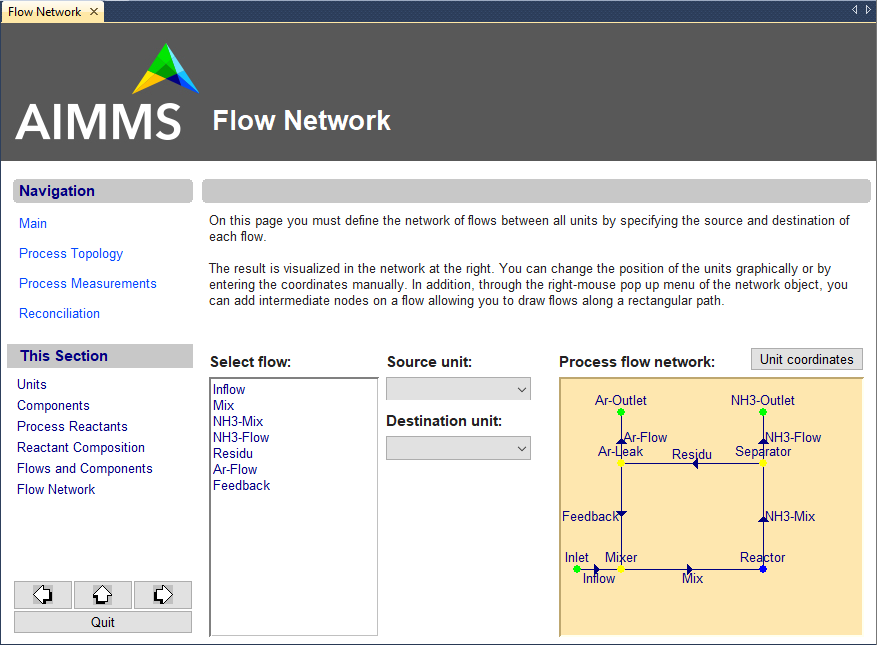 Flow Network
AIMMS
Flow Network
Navigation
Main
Process Topology
Process Measurements
Reconciliation
This Section
Units
Components
Process Reactants
Reactant Composition
Flows and Components
Flow Network
Quit
On this page you must define the network of flows between all units by specifying the source and destination of
each flow.
The result is visualized in the network at the right. You can change the position of the units graphically or by
entering the coordinates manually. In addition, through the right-mouse pop up menu of the network object, you
can add intermediate nodes on a flow allowing you to draw flows along a rectangular path.
Select flow:
Inflow
Mix
NH3-Mix
NH3-Flow
Residu
Ar-Flow
Feedback
Source unit:
Destination unit:
Process flow network:
Unit coordinates
Ar-Outlet
NH3-Outlet
Ar-Flow
NH3-Flow
Ar-Leak
Residu
Separator
Feedback
NH3-Mix
Inlet
Mixer
Reactor
Inflow
Mix